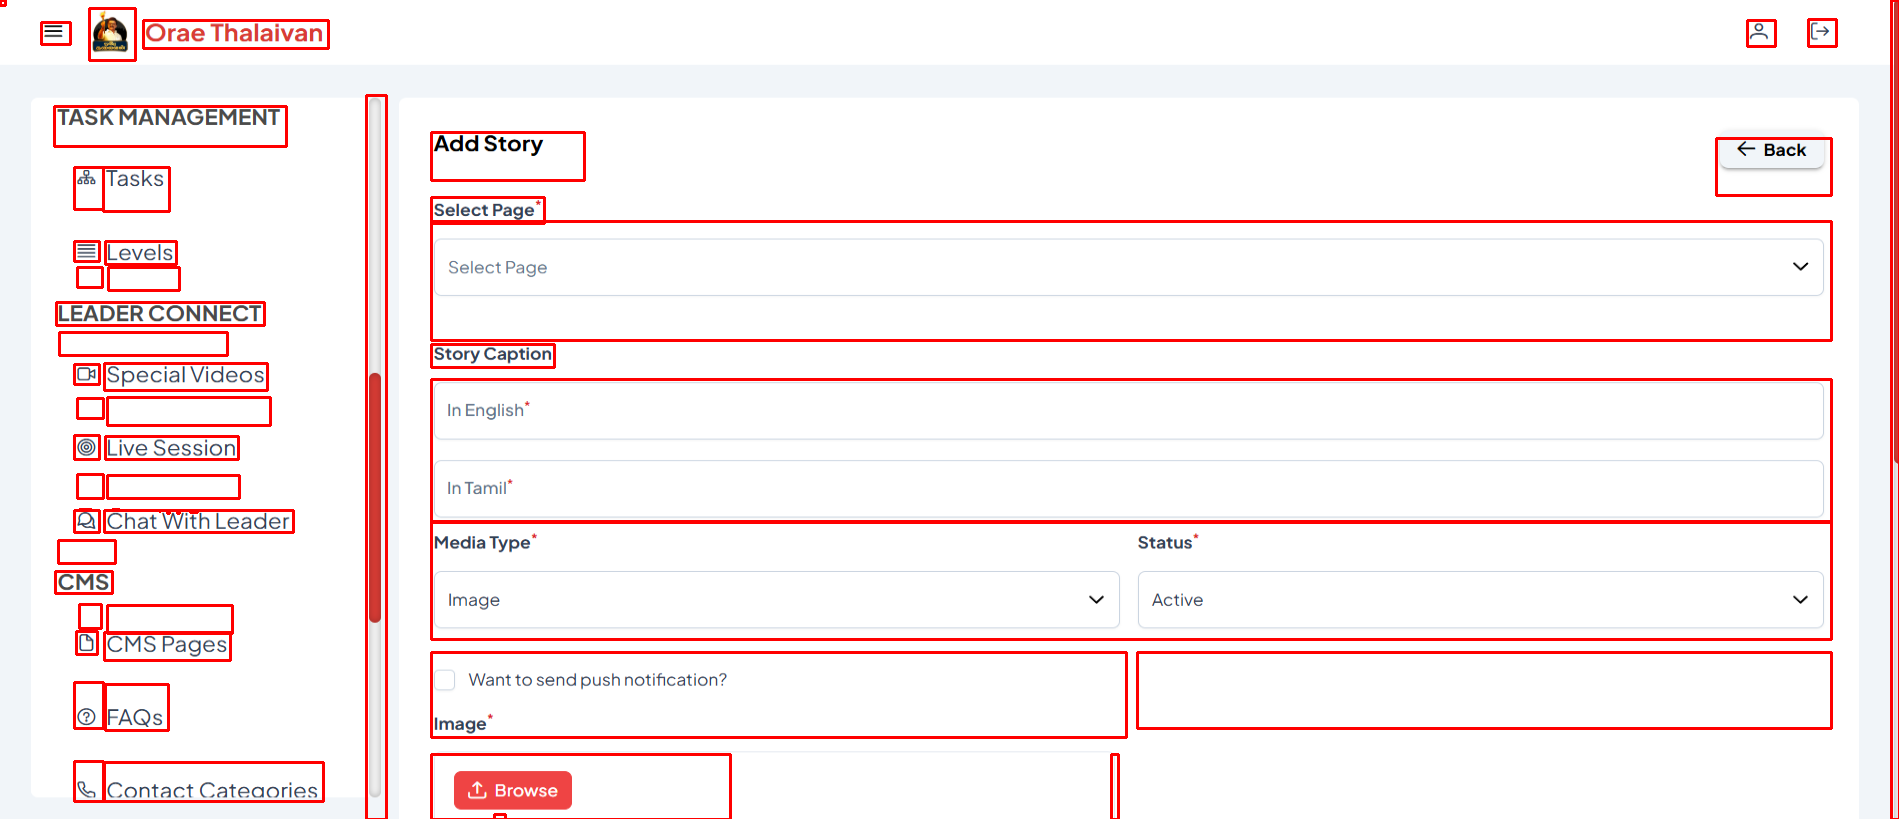 Orae Thalaivan
TASK MANAGEMENT
Tasks
Levels
LEADER CONNECT
Special Videos
Live Session
Chat With Leader
CMS
CMS Pages
FAQs
Contact Categories
Add Story
Back
Select Page*
Select Page
Story Caption
In English*
In Tamil*
Media Type*
Status*
Image
Active
Want to send push notification?
Image*
Browse